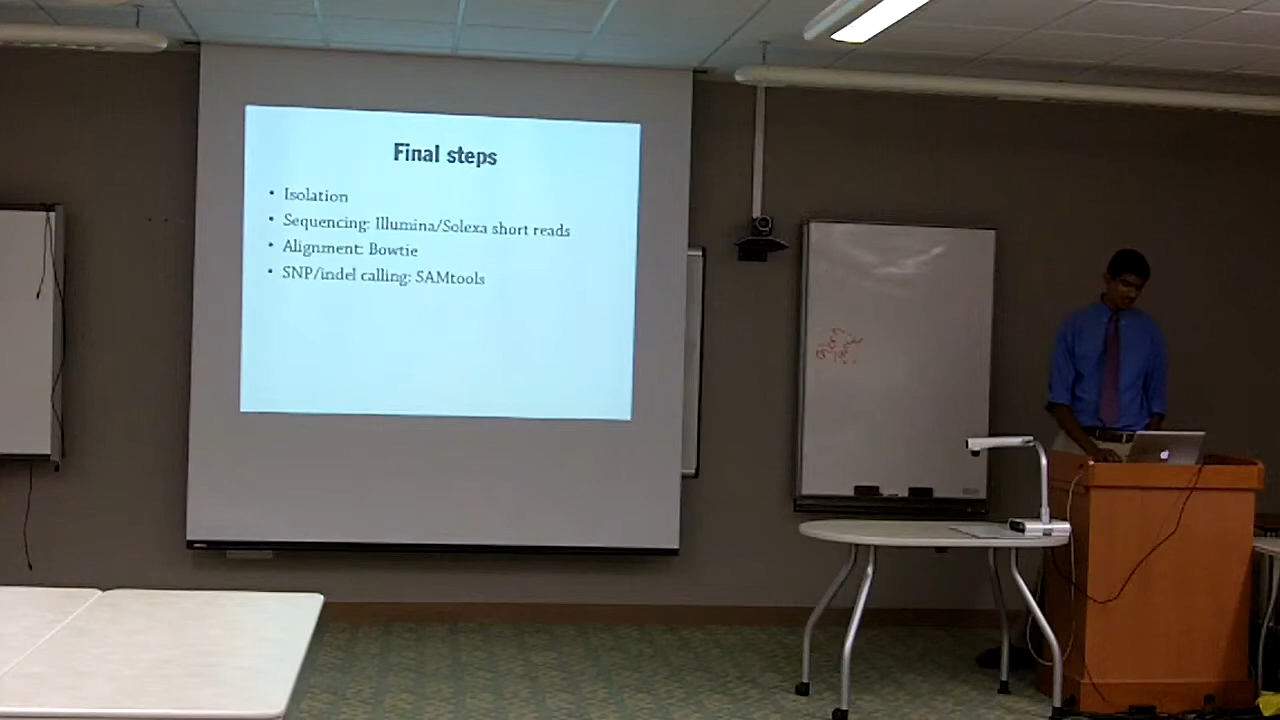 Final steps
• Isolation
• Sequencing: Illumina/Solexa short reads
• Alignment: Bowtie
• SNP/indel calling: SAMtools